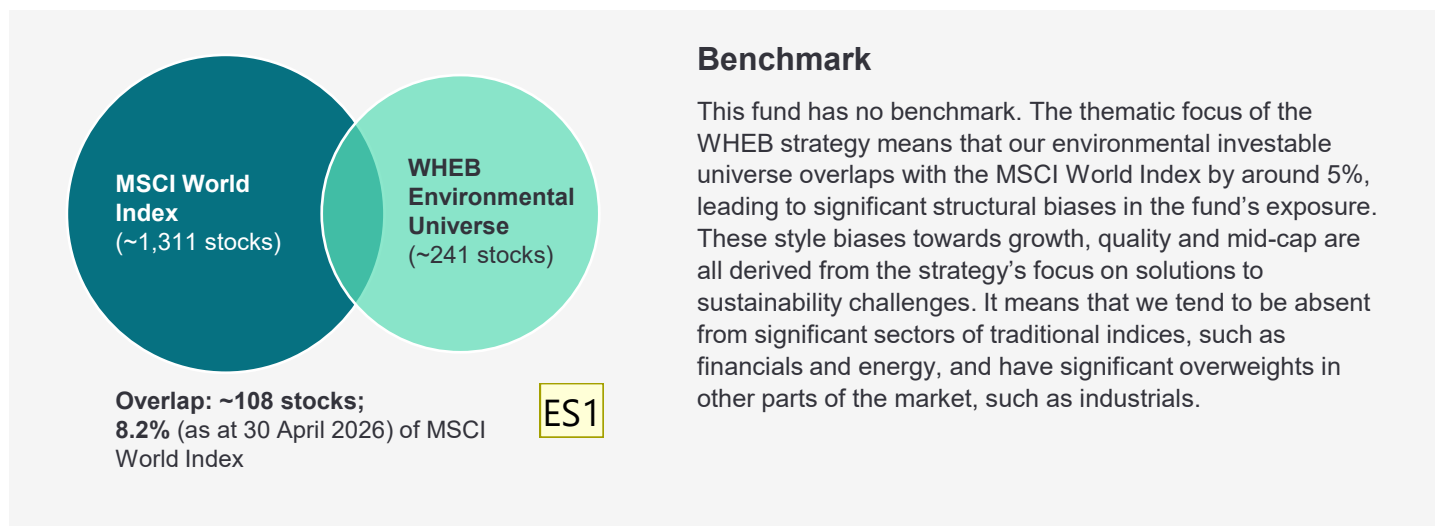 MSCI World
Index
(~1,311 stocks)
WHEB
Environmental
Universe
(~241 stocks)
Overlap: ~108 stocks;
8.2% (as at 30 April 2026) of MSCI
World Index
ES1
Benchmark
This fund has no benchmark. The thematic focus of the
WHEB strategy means that our environmental investable
universe overlaps with the MSCI World Index by around 5%,
leading to significant structural biases in the fund’s exposure.
These style biases towards growth, quality and mid-cap are
all derived from the strategy’s focus on solutions to
sustainability challenges. It means that we tend to be absent
from significant sectors of traditional indices, such as
financials and energy, and have significant overweights in
other parts of the market, such as industrials.